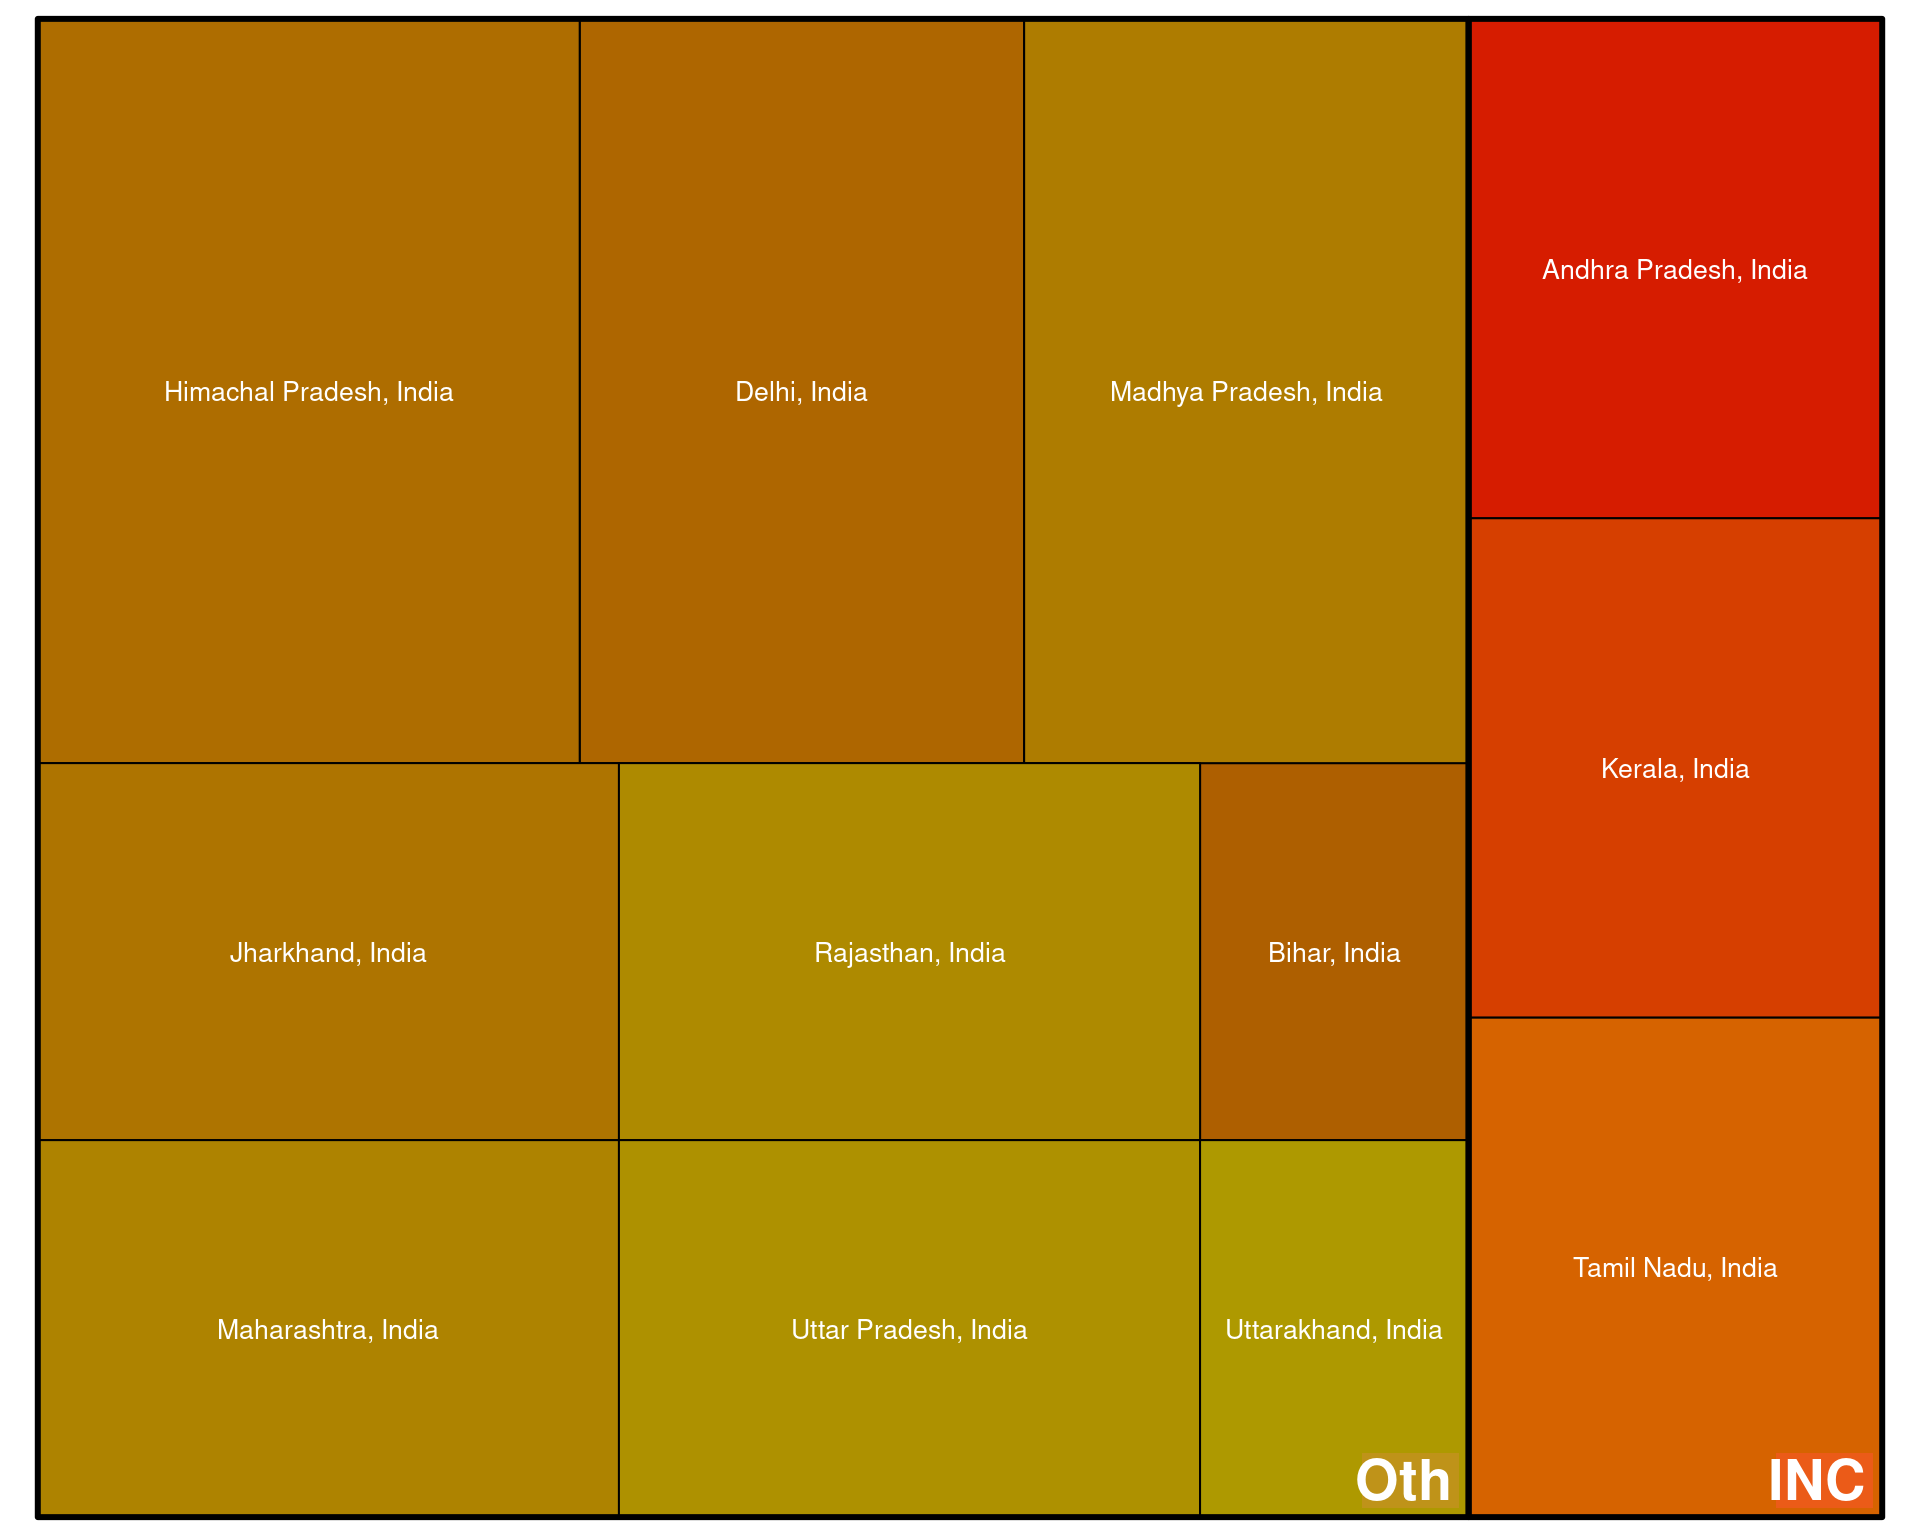 Himachal Pradesh, India
Delhi, India
Madhya Pradesh, India
Andhra Pradesh, India
Kerala, India
Jharkhand, India
Rajasthan, India
Bihar, India
Tamil Nadu, India
Maharashtra, India
Uttar Pradesh, India
Uttarakhand, India
Oth
INC